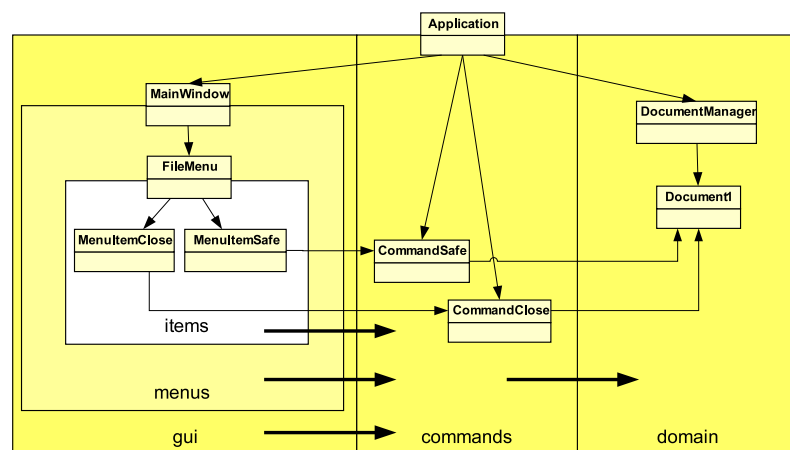 Application
MainWindow
DocumentManager
FileMenu
Document1
MenuItemClose
MenuItemSafe
CommandSafe
CommandClose
items
menus
gui
commands
domain